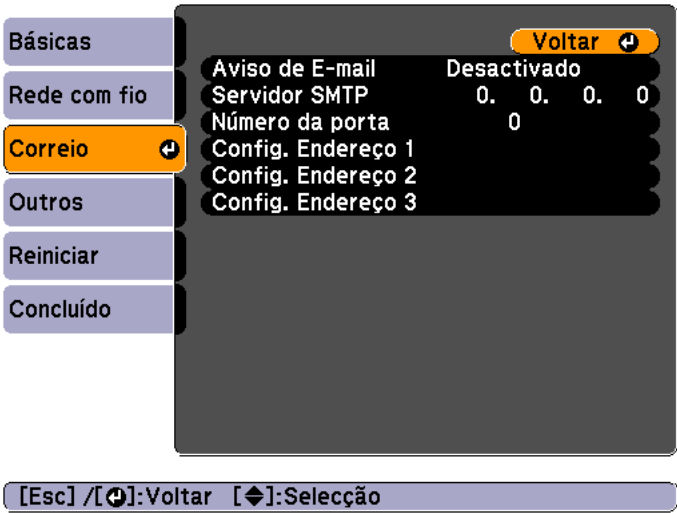 Básicas
Rede com fio
Correio
Outros
Reiniciar
Concluído
Voltar
Aviso de E-mail Desactivado
Servidor SMTP 0. 0. 0. 0
Número da porta 0
Config. Endereço 1
Config. Endereço 2
Config. Endereço 3
[Esc] /[]:Voltar []:Selecção